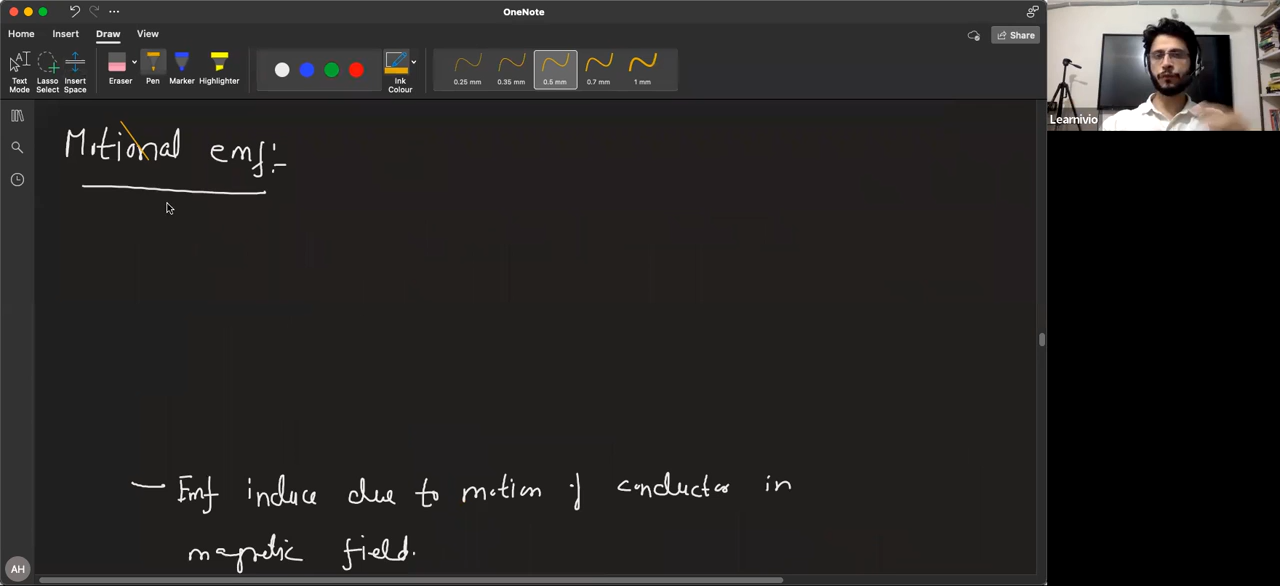 OneNote
Home Insert Draw View
Share
Text Mode
Lasso Select
Insert Space
Eraser
Pen
Marker
Highlighter
Ink Colour
0.25 mm
0.35 mm
0.5 mm
0.7 mm
1 mm
Learnivio
Motional emf:-
— Emf induce due to motion of conductor in
magnetic field.
AH